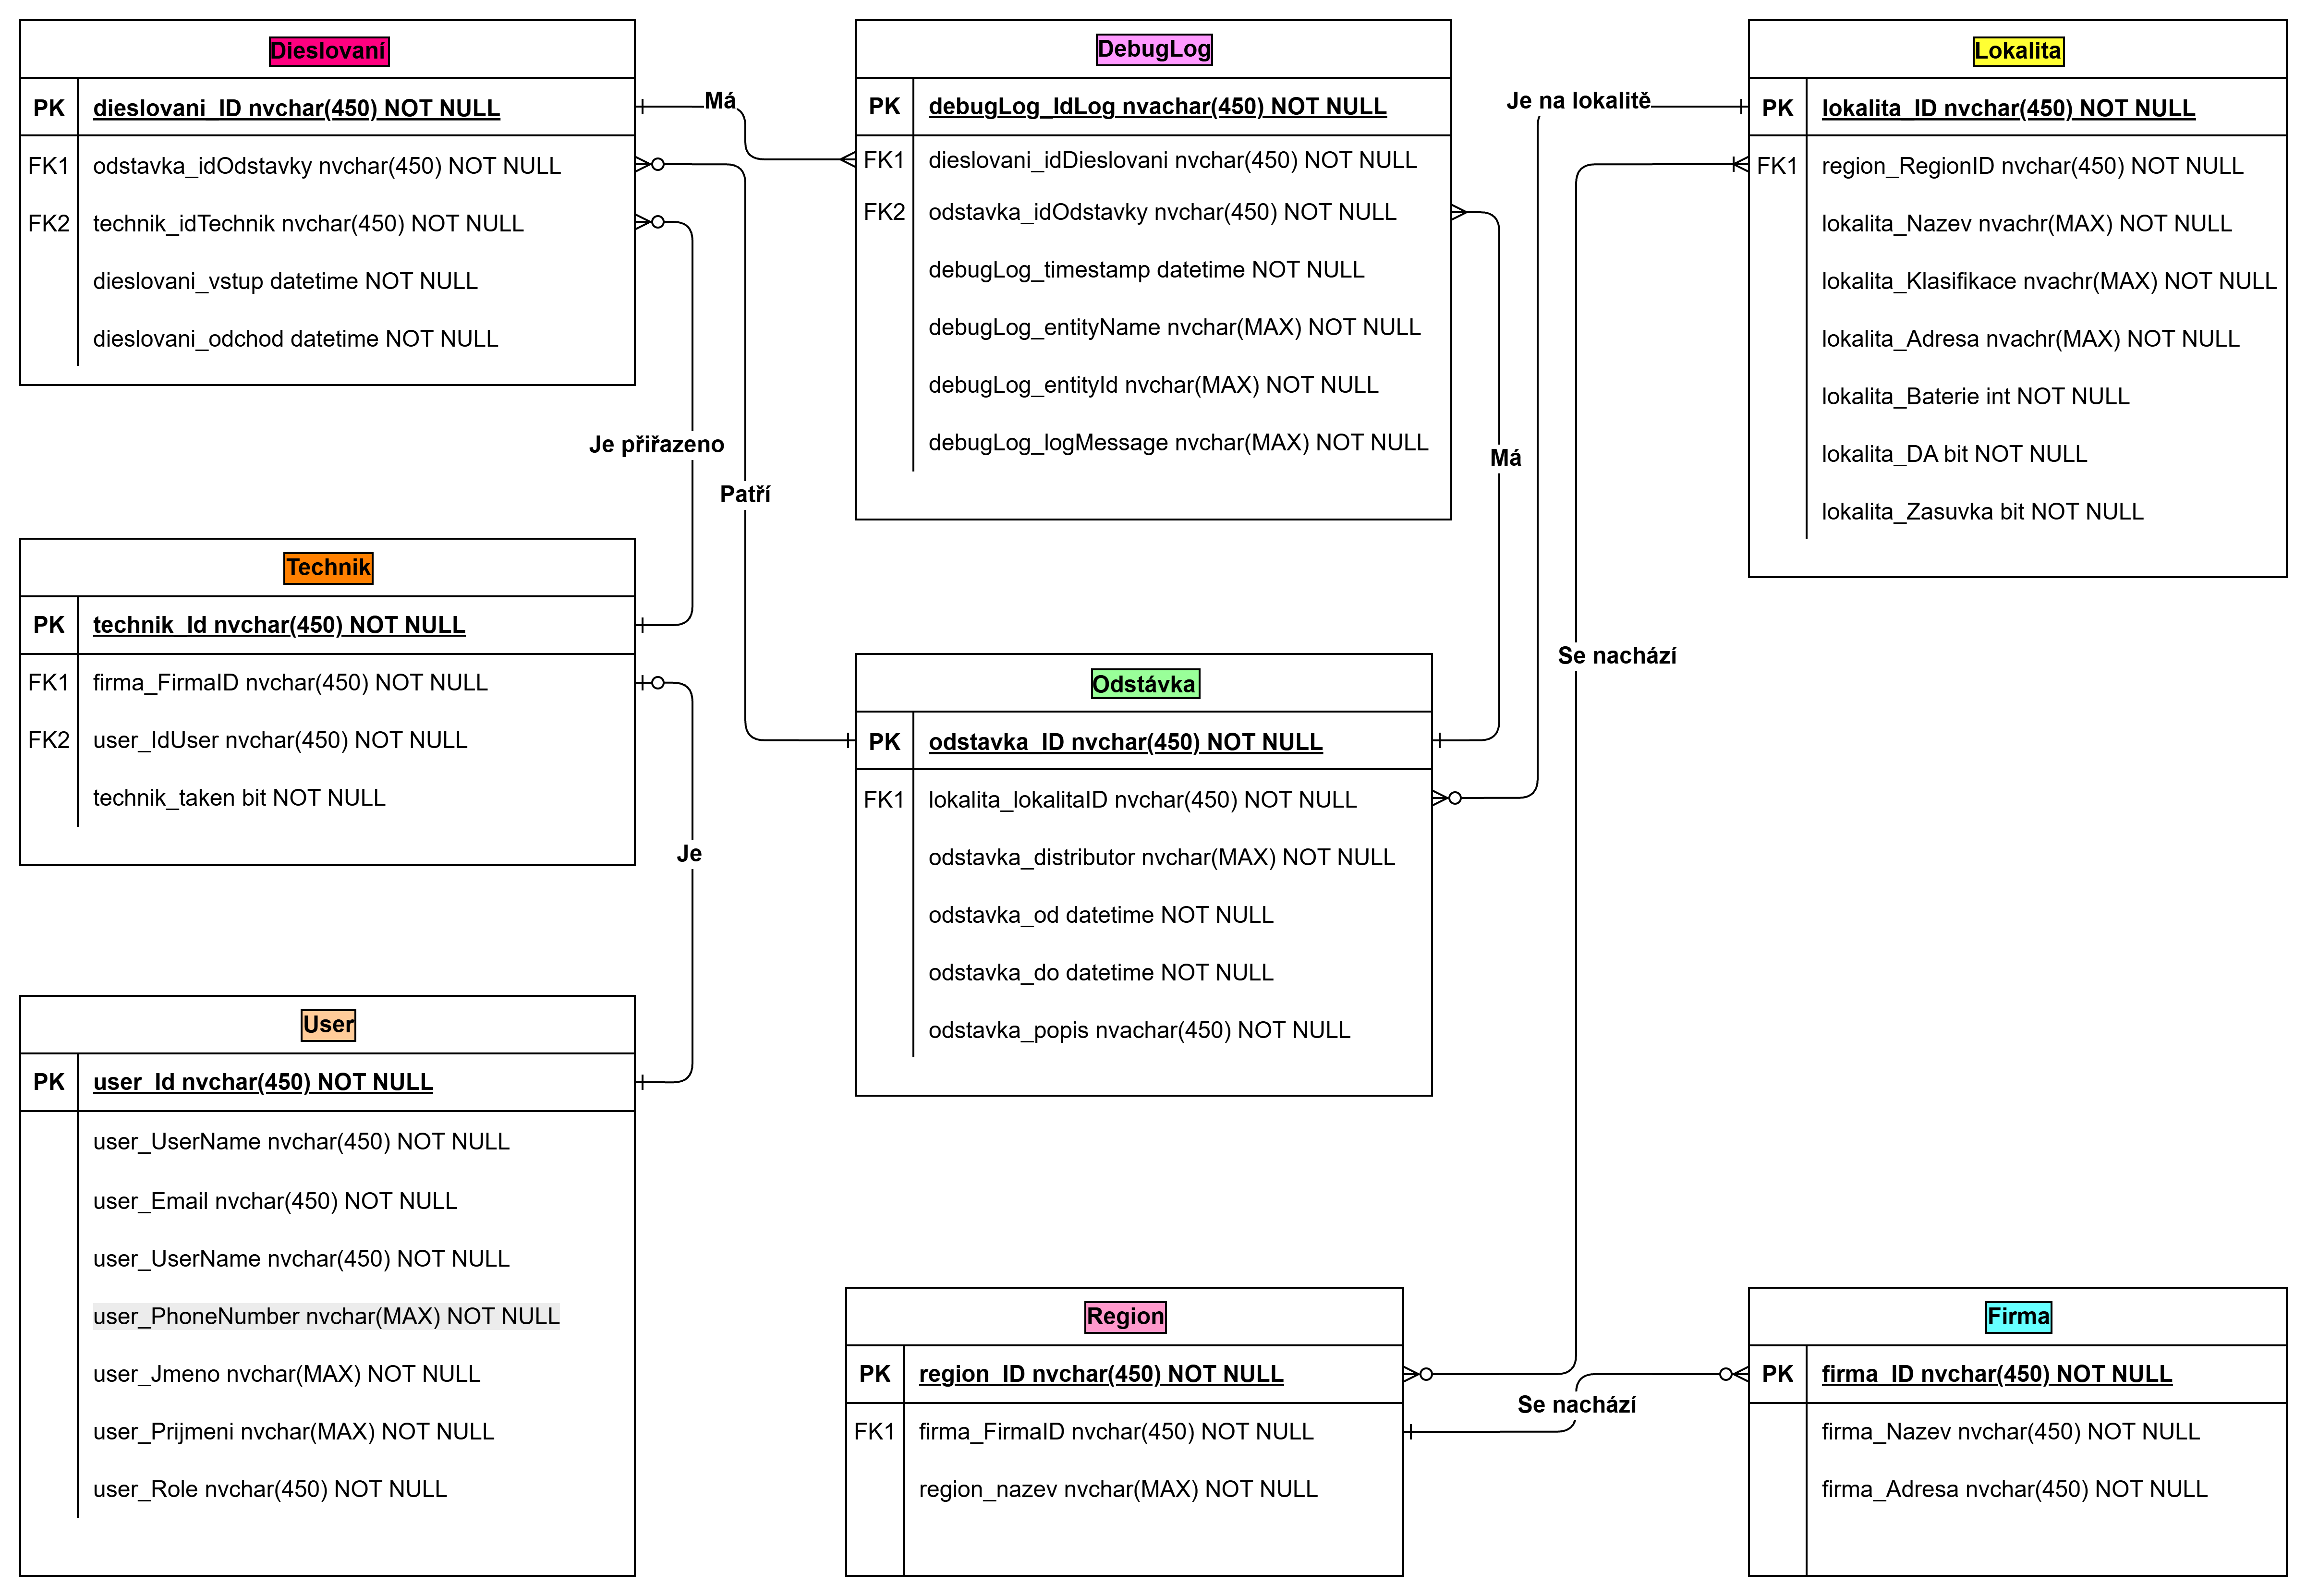 Dieslovaní
PK dieslovani_ID nvchar(450) NOT NULL
FK1 odstavka_idOdstavky nvchar(450) NOT NULL
FK2 technik_idTechnik nvchar(450) NOT NULL
dieslovani_vstup datetime NOT NULL
dieslovani_odchod datetime NOT NULL
Má
DebugLog
PK debugLog_IdLog nvachar(450) NOT NULL
FK1 dieslovani_idDieslovani nvchar(450) NOT NULL
FK2 odstavka_idOdstavky nvchar(450) NOT NULL
debugLog_timestamp datetime NOT NULL
debugLog_entityName nvchar(MAX) NOT NULL
debugLog_entityId nvchar(MAX) NOT NULL
debugLog_logMessage nvchar(MAX) NOT NULL
Je na lokalitě
Lokalita
PK lokalita_ID nvchar(450) NOT NULL
FK1 region_RegionID nvchar(450) NOT NULL
lokalita_Nazev nvachr(MAX) NOT NULL
lokalita_Klasifikace nvachr(MAX) NOT NULL
lokalita_Adresa nvachr(MAX) NOT NULL
lokalita_Baterie int NOT NULL
lokalita_DA bit NOT NULL
lokalita_Zasuvka bit NOT NULL
Je přiřazeno
Patří
Má
Se nachází
Technik
PK technik_Id nvchar(450) NOT NULL
FK1 firma_FirmaID nvchar(450) NOT NULL
FK2 user_IdUser nvchar(450) NOT NULL
technik_taken bit NOT NULL
Je
Odstávka
PK odstavka_ID nvchar(450) NOT NULL
FK1 lokalita_lokalitaID nvchar(450) NOT NULL
odstavka_distributor nvchar(MAX) NOT NULL
odstavka_od datetime NOT NULL
odstavka_do datetime NOT NULL
odstavka_popis nvachar(450) NOT NULL
User
PK user_Id nvchar(450) NOT NULL
user_UserName nvchar(450) NOT NULL
user_Email nvchar(450) NOT NULL
user_UserName nvchar(450) NOT NULL
user_PhoneNumber nvchar(MAX) NOT NULL
user_Jmeno nvchar(MAX) NOT NULL
user_Prijmeni nvchar(MAX) NOT NULL
user_Role nvchar(450) NOT NULL
Region
PK region_ID nvchar(450) NOT NULL
FK1 firma_FirmaID nvchar(450) NOT NULL
region_nazev nvchar(MAX) NOT NULL
Se nachází
Firma
PK firma_ID nvchar(450) NOT NULL
firma_Nazev nvchar(450) NOT NULL
firma_Adresa nvchar(450) NOT NULL